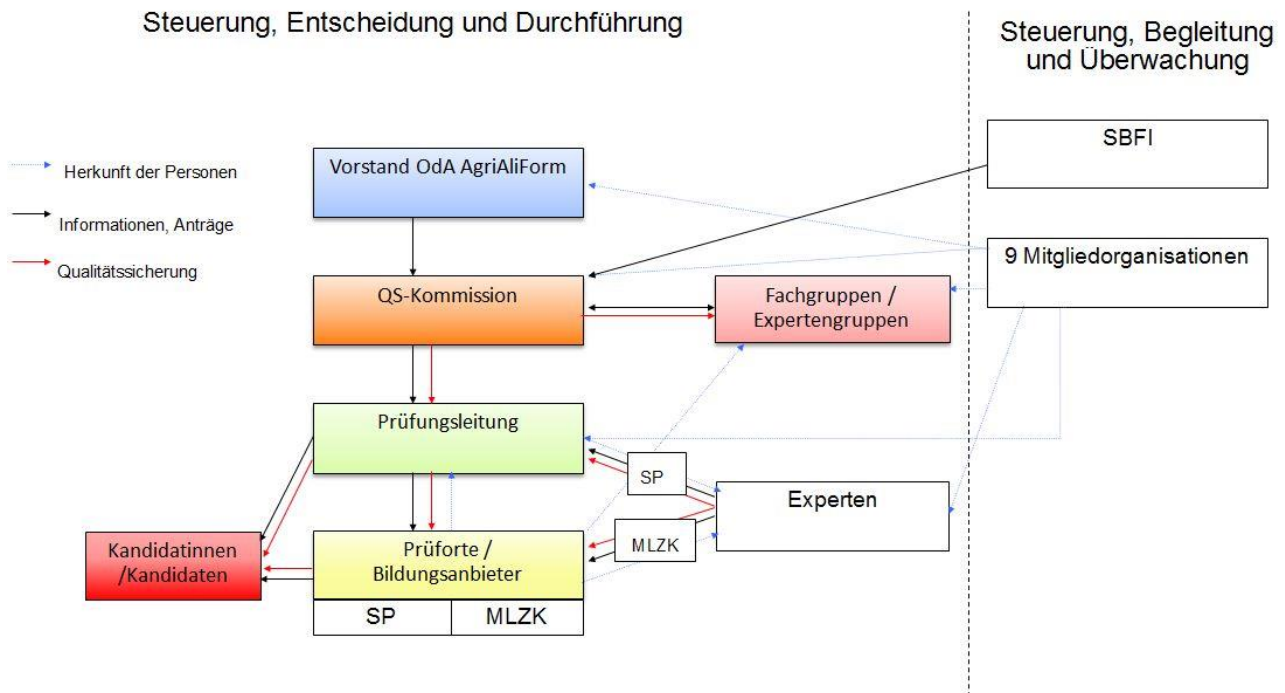 Steuerung, Entscheidung und Durchführung
Steuerung, Begleitung
und Überwachung
Herkunft der Personen
Informationen, Anträge
Qualitätssicherung
Vorstand OdA AgriAliForm
SBFI
QS-Kommission
Fachgruppen /
Expertengruppen
9 Mitgliedorganisationen
Prüfungsleitung
SP
Experten
MLZK
Kandidatinnen
/Kandidaten
Prüforte /
Bildungsanbieter
SP
MLZK